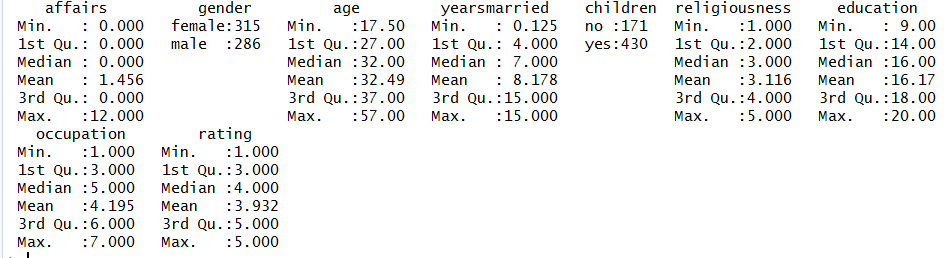 affairs          gender         age         yearsmarried    children  religiousness     education
Min.   : 0.000   female:315   Min.   :17.50   Min.   : 0.125   no :171   Min.   :1.000   Min.   : 9.00
1st Qu.: 0.000   male  :286   1st Qu.:27.00   1st Qu.: 4.000   yes:430   1st Qu.:2.000   1st Qu.:14.00
Median : 0.000                Median :32.00   Median : 7.000             Median :3.000   Median :16.00
Mean   : 1.456                Mean   :32.49   Mean   : 8.178             Mean   :3.116   Mean   :16.17
3rd Qu.: 0.000                3rd Qu.:37.00   3rd Qu.:15.000             3rd Qu.:4.000   3rd Qu.:18.00
Max.   :12.000                Max.   :57.00   Max.   :15.000             Max.   :5.000   Max.   :20.00
  occupation        rating
Min.   :1.000   Min.   :1.000
1st Qu.:3.000   1st Qu.:3.000
Median :5.000   Median :4.000
Mean   :4.195   Mean   :3.932
3rd Qu.:6.000   3rd Qu.:5.000
Max.   :7.000   Max.   :5.000